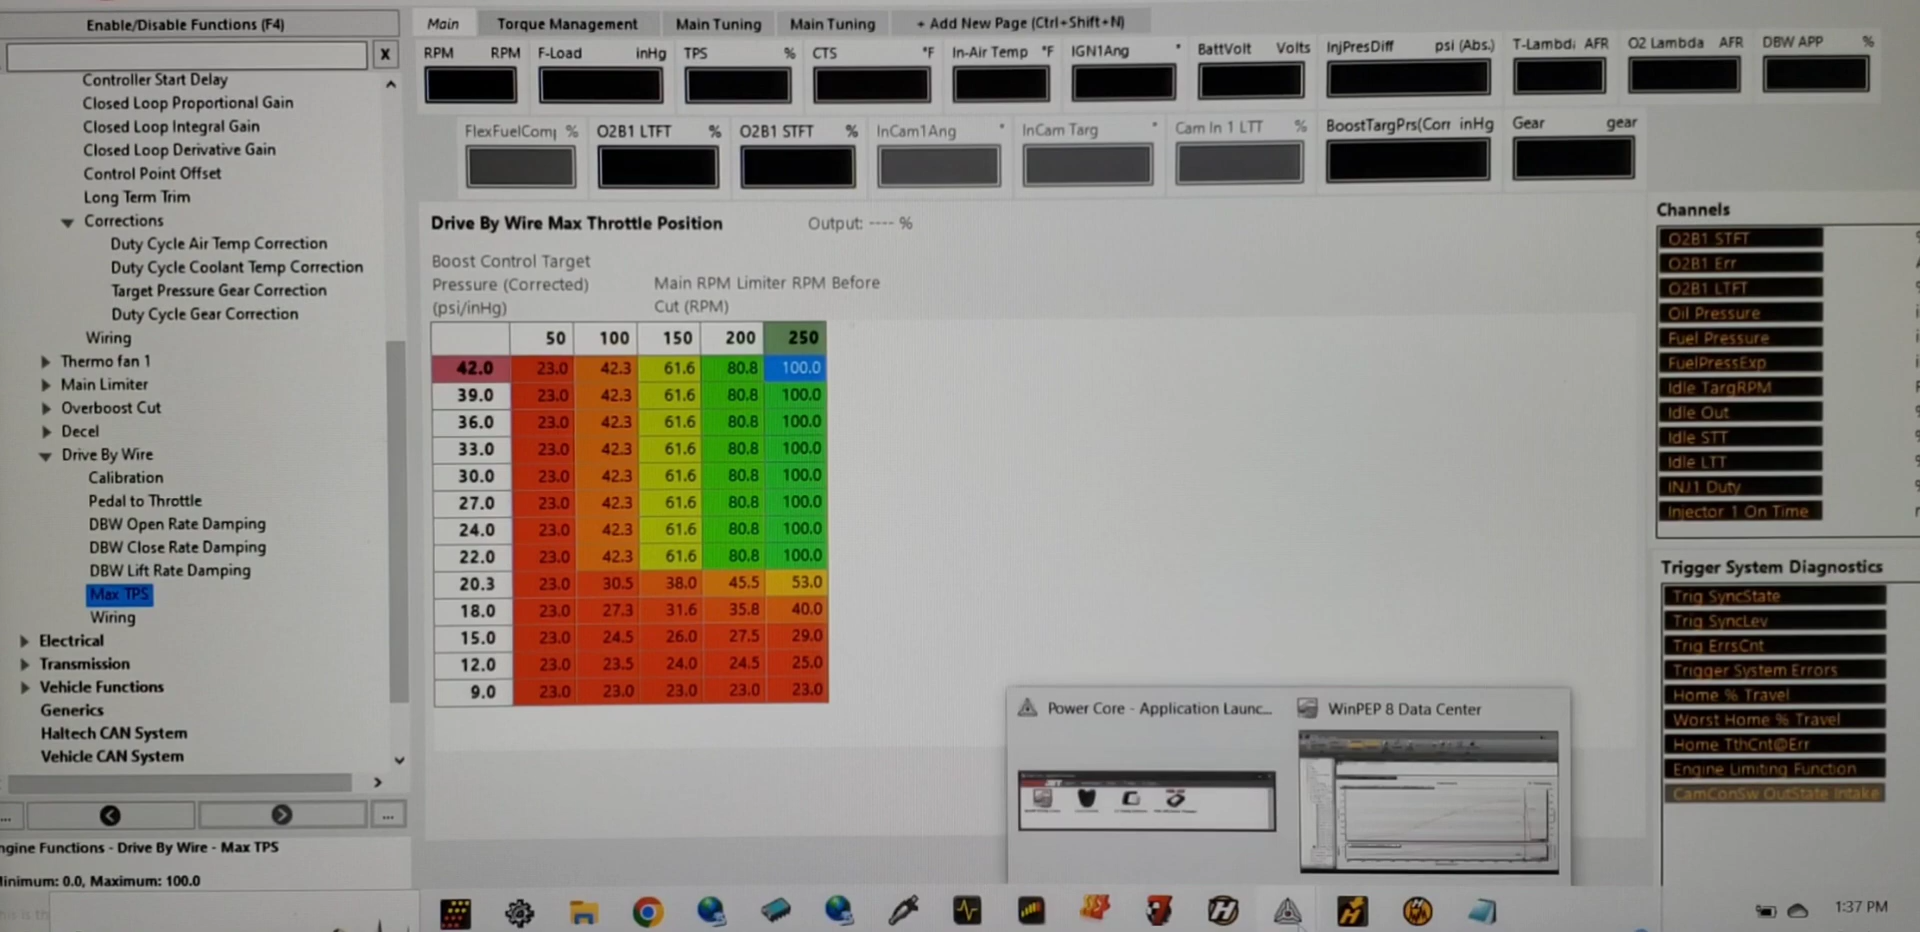 Enable/Disable Functions (F4)
X
Controller Start Delay
Closed Loop Proportional Gain
Closed Loop Integral Gain
Closed Loop Derivative Gain
Control Point Offset
Long Term Trim
Corrections
Duty Cycle Air Temp Correction
Duty Cycle Coolant Temp Correction
Target Pressure Gear Correction
Duty Cycle Gear Correction
Wiring
Thermo fan 1
Main Limiter
Overboost Cut
Decel
Drive By Wire
Calibration
Pedal to Throttle
DBW Open Rate Damping
DBW Close Rate Damping
DBW Lift Rate Damping
Max TPS
Wiring
Electrical
Transmission
Vehicle Functions
Generics
Haltech CAN System
Vehicle CAN System
... ...
ngine Functions - Drive By Wire - Max TPS
inimum: 0.0, Maximum: 100.0
Main Torque Management Main Tuning Main Tuning + Add New Page (Ctrl+Shift+N)
RPM RPM F-Load inHg TPS % CTS °F In-Air Temp °F IGN1Ang ° BattVolt Volts InjPresDiff psi (Abs.) T-Lambdi AFR O2 Lambda AFR DBW APP %
FlexFuelComp % O2B1 LTFT % O2B1 STFT % InCam1Ang ° InCam Targ ° Cam In 1 LTT % BoostTargPrs(Corr inHg Gear gear
Drive By Wire Max Throttle Position Output: ---- %
Boost Control Target
Pressure (Corrected)
(psi/inHg)
Main RPM Limiter RPM Before
Cut (RPM)
50 100 150 200 250
42.0 23.0 42.3 61.6 80.8 100.0
39.0 23.0 42.3 61.6 80.8 100.0
36.0 23.0 42.3 61.6 80.8 100.0
33.0 23.0 42.3 61.6 80.8 100.0
30.0 23.0 42.3 61.6 80.8 100.0
27.0 23.0 42.3 61.6 80.8 100.0
24.0 23.0 42.3 61.6 80.8 100.0
22.0 23.0 42.3 61.6 80.8 100.0
20.3 23.0 30.5 38.0 45.5 53.0
18.0 23.0 27.3 31.6 35.8 40.0
15.0 23.0 24.5 26.0 27.5 29.0
12.0 23.0 23.5 24.0 24.5 25.0
9.0 23.0 23.0 23.0 23.0 23.0
Channels
O2B1 STFT
O2B1 Err
O2B1 LTFT
Oil Pressure
Fuel Pressure
FuelPressExp
Idle TargRPM
Idle Out
Idle STT
Idle LTT
INJ1 Duty
Injector 1 On Time
Trigger System Diagnostics
Trig SyncState
Trig SyncLev
Trig ErrsCnt
Trigger System Errors
Home % Travel
Worst Home % Travel
Home TthCnt@Err
Engine Limiting Function
CamConSw OutState Intake
Power Core - Application Launc... WinPEP 8 Data Center
1:37 PM